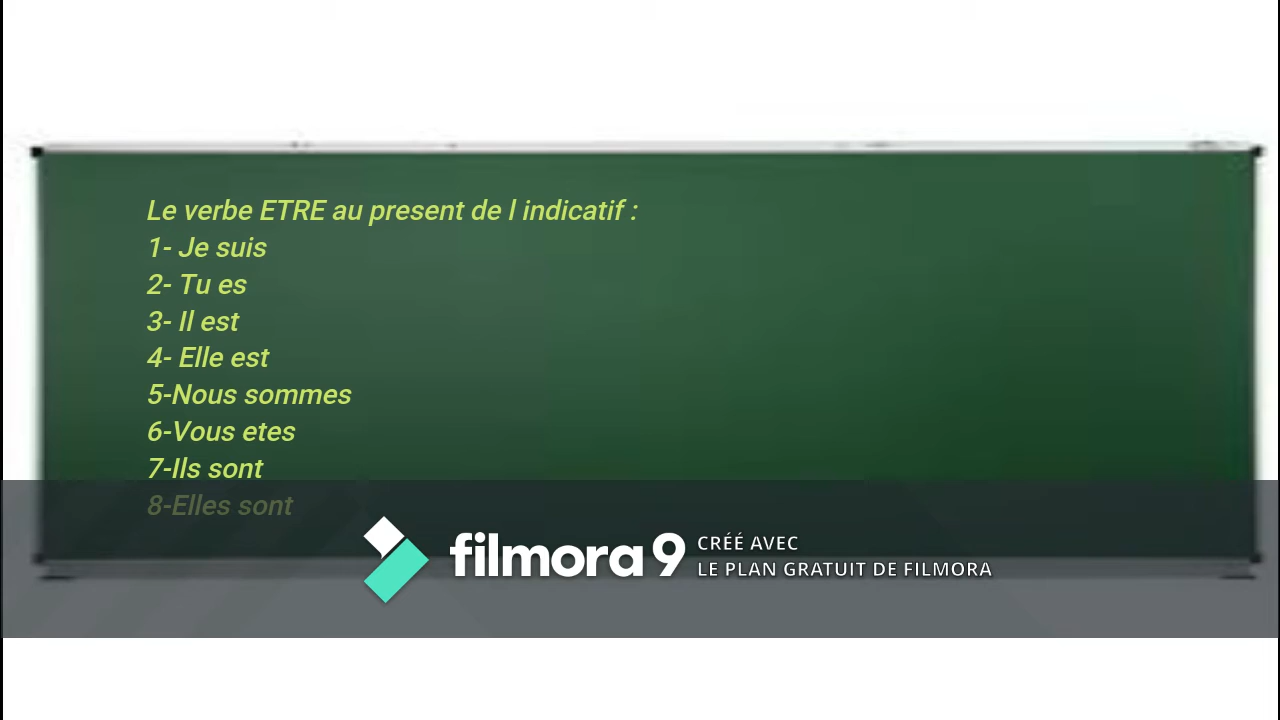 Le verbe ETRE au present de l indicatif :
1- Je suis
2- Tu es
3- Il est
4- Elle est
5-Nous sommes
6-Vous etes
7-Ils sont
8-Elles sont
filmora 9
CRÉÉ AVEC
LE PLAN GRATUIT DE FILMORA